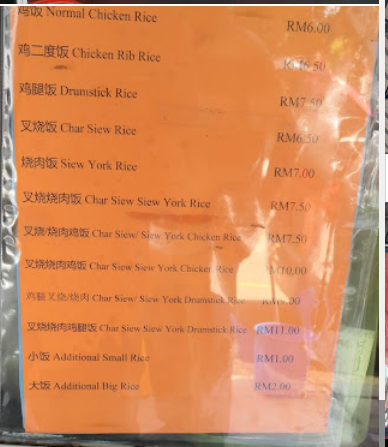 鸡饭 Normal Chicken Rice RM6.00
鸡二度饭 Chicken Rib Rice RM6.50
鸡腿饭 Drumstick Rice RM7.50
叉烧饭 Char Siew Rice RM6.50
烧肉饭 Siew York Rice RM7.00
叉烧烧肉饭 Char Siew Siew York Rice RM7.50
叉烧/烧肉鸡饭 Char Siew/ Siew York Chicken Rice RM7.50
叉烧烧肉鸡饭 Char Siew Siew York Chicken Rice RM10.00
鸡腿叉烧/烧肉 Char Siew/ Siew York Drumstick Rice
叉烧烧肉鸡腿饭 Char Siew Siew York Drumstick Rice RM11.00
小饭 Additional Small Rice RM1.00
大饭 Additional Big Rice RM2.00